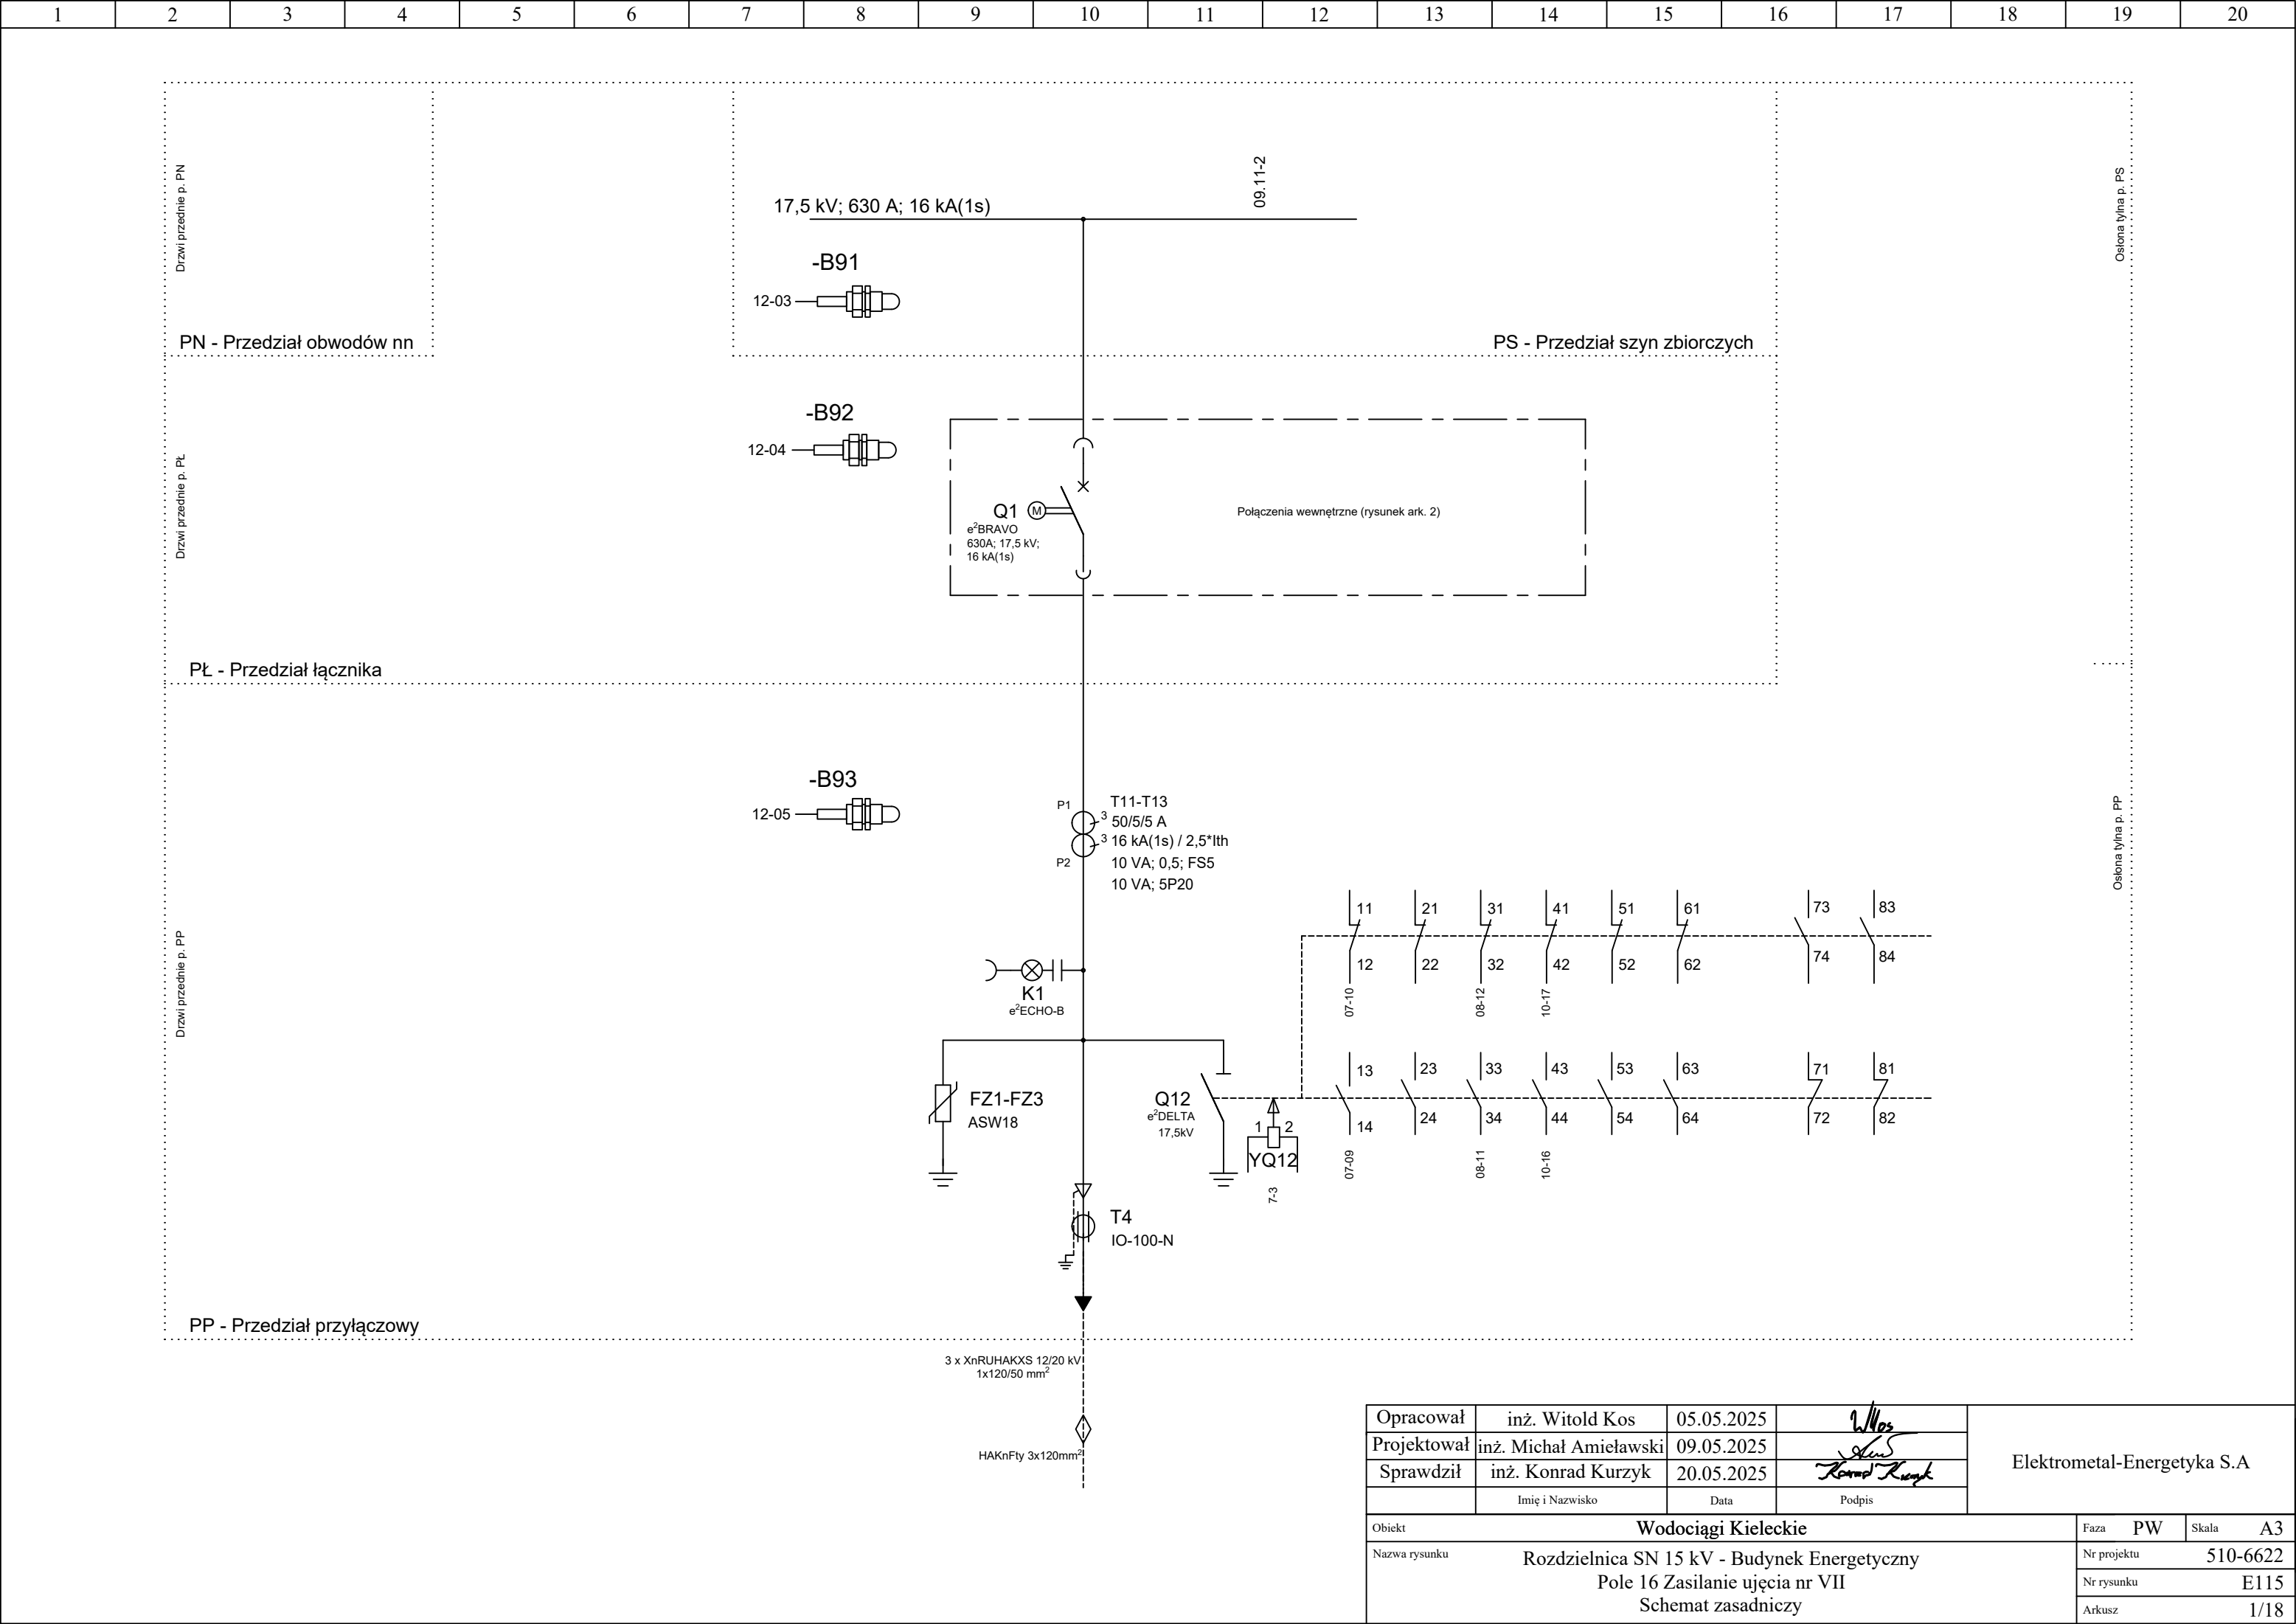 1 2 3 4 5 6 7 8 9 10 11 12 13 14 15 16 17 18 19 20
Drzwi przednie p. PN
09.11-2
Osłona tylna p. PS
17,5 kV; 630 A; 16 kA(1s)
-B91
12-03
PN - Przedział obwodów nn
PS - Przedział szyn zbiorczych
-B92
12-04
Drzwi przednie p. PŁ
Q1
M
e²BRAVO
630A; 17,5 kV;
16 kA(1s)
Połączenia wewnętrzne (rysunek ark. 2)
PŁ - Przedział łącznika
-B93
12-05
P1
P2
T11-T13
3 50/5/5 A
3 16 kA(1s) / 2,5*Ith
10 VA; 0,5; FS5
10 VA; 5P20
Osłona tylna p. PP
Drzwi przednie p. PP
11 21 31 41 51 61 73 83
12 22 32 42 52 62 74 84
07-10 08-12 10-17
K1
e²ECHO-B
FZ1-FZ3
ASW18
Q12
e²DELTA
17,5kV
1 2
YQ12
7-3
13 23 33 43 53 63 71 81
14 24 34 44 54 64 72 82
07-09 08-11 10-16
T4
IO-100-N
PP - Przedział przyłączowy
3 x XnRUHAKXS 12/20 kV
1x120/50 mm²
HAKnFty 3x120mm²
Opracował inż. Witold Kos 05.05.2025 WKos
Projektował inż. Michał Amieławski 09.05.2025
Sprawdził inż. Konrad Kurzyk 20.05.2025 Konrad Kurzyk
Imię i Nazwisko Data Podpis
Elektrometal-Energetyka S.A
Obiekt Wodociągi Kieleckie
Faza PW Skala A3
Nazwa rysunku
Rozdzielnica SN 15 kV - Budynek Energetyczny
Pole 16 Zasilanie ujęcia nr VII
Schemat zasadniczy
Nr projektu 510-6622
Nr rysunku E115
Arkusz 1/18